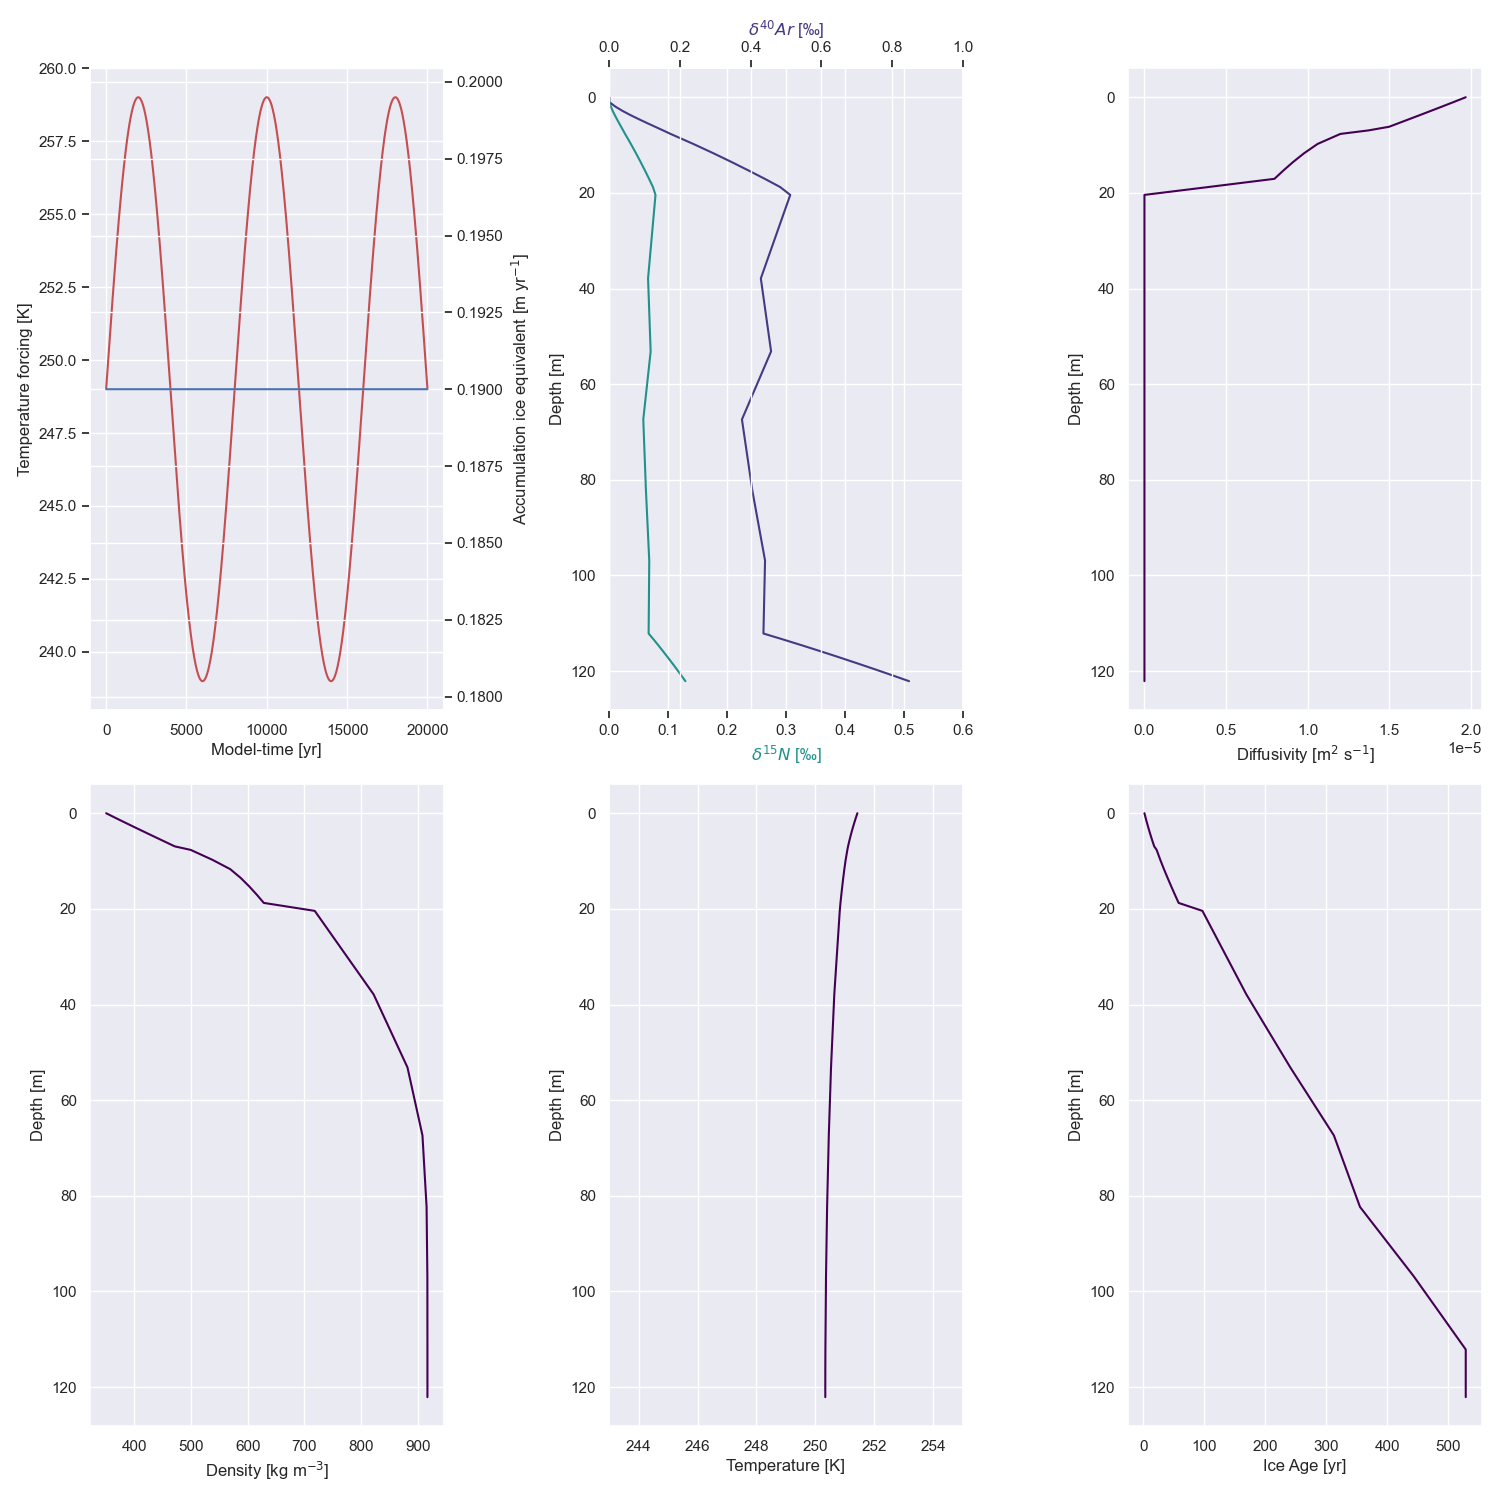 δ⁴⁰Ar [‰]
0.0 0.2 0.4 0.6 0.8 1.0
260.0
257.5
255.0
252.5
250.0
247.5
245.0
242.5
240.0
Temperature forcing [K]
0 5000 10000 15000 20000
Model-time [yr]
0.2000
0.1975
0.1950
0.1925
0.1900
0.1875
0.1850
0.1825
0.1800
Accumulation ice equivalent [m yr⁻¹]
0
20
40
60
80
100
120
Depth [m]
0.0 0.1 0.2 0.3 0.4 0.5 0.6
δ¹⁵N [‰]
0
20
40
60
80
100
120
Depth [m]
0.0 0.5 1.0 1.5 2.0
1e−5
Diffusivity [m² s⁻¹]
0
20
40
60
80
100
120
Depth [m]
400 500 600 700 800 900
Density [kg m⁻³]
0
20
40
60
80
100
120
Depth [m]
244 246 248 250 252 254
Temperature [K]
0
20
40
60
80
100
120
Depth [m]
0 100 200 300 400 500
Ice Age [yr]